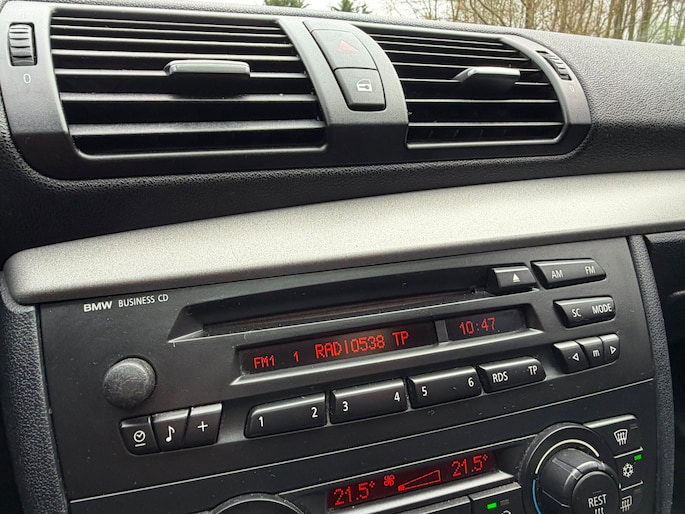 0
BMW BUSINESS CD
AM FM
SC MODE
FM1 1 RADIO538 TP 10:47
m
1 2 3 4 5 6 RDS TP
+
21.5° 21.5°
REST